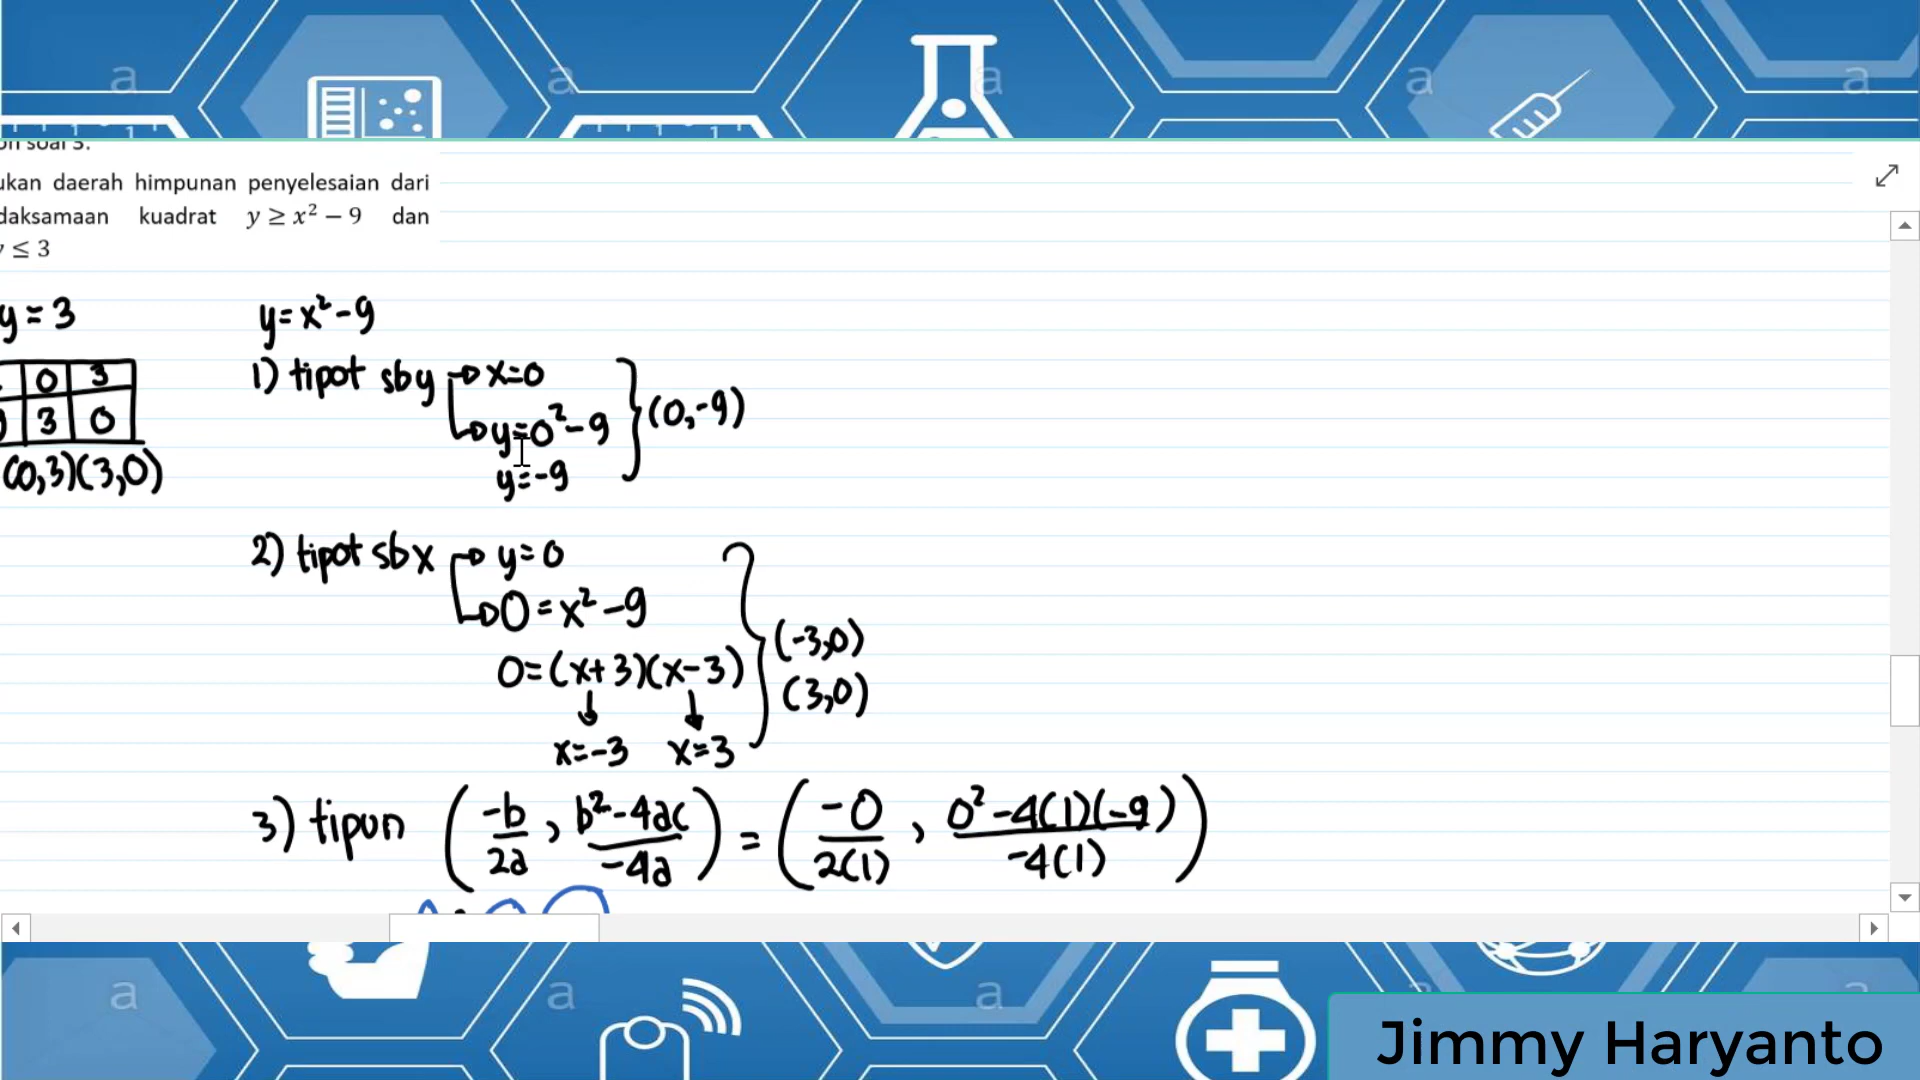 soal 3.
daerah himpunan penyelesaian dari
kuadrat y ≥ x² − 9 dan
≤ 3
y = 3
y = x² - 9
0 3
3 0
(0,3)(3,0)
1) tipot sby → x=0
→ y=0² - 9
y = -9
(0,-9)
2) tipot sbx → y=0
→ 0 = x² - 9
0 = (x+3)(x-3)
x=-3 x=3
(-3,0)
(3,0)
3) tipun (-b/2a , b²-4ac/-4a) = (-0/2(1) , 0²-4(1)(-9)/-4(1))
Jimmy Haryanto